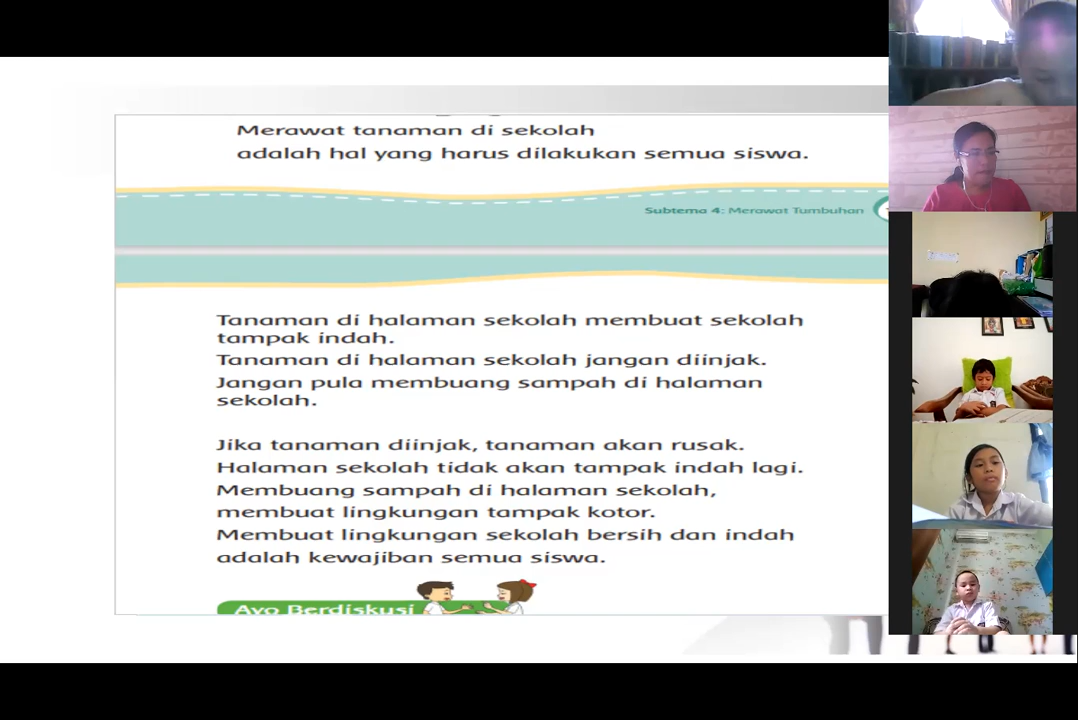 Merawat tanaman di sekolah
adalah hal yang harus dilakukan semua siswa.
Subtema 4: Merawat Tumbuhan
Tanaman di halaman sekolah membuat sekolah
tampak indah.
Tanaman di halaman sekolah jangan diinjak.
Jangan pula membuang sampah di halaman
sekolah.
Jika tanaman diinjak, tanaman akan rusak.
Halaman sekolah tidak akan tampak indah lagi.
Membuang sampah di halaman sekolah,
membuat lingkungan tampak kotor.
Membuat lingkungan sekolah bersih dan indah
adalah kewajiban semua siswa.
Ayo Berdiskusi